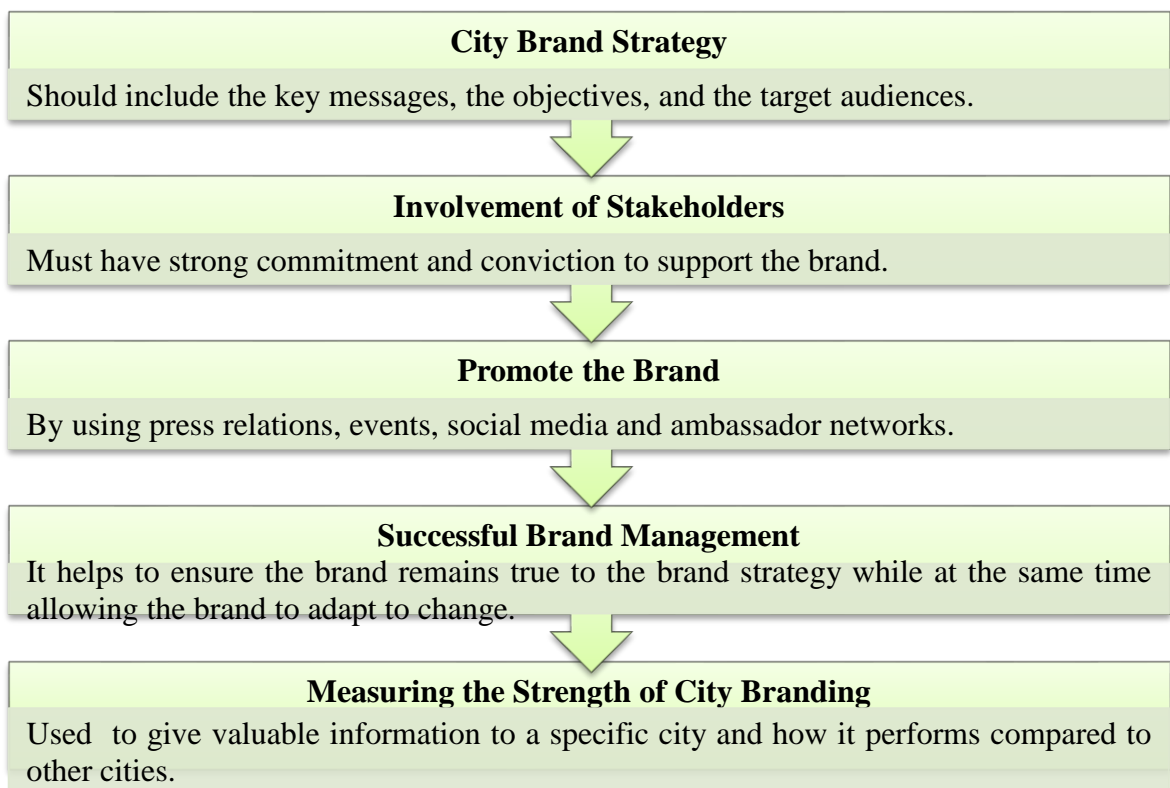 City Brand Strategy
Should include the key messages, the objectives, and the target audiences.
Involvement of Stakeholders
Must have strong commitment and conviction to support the brand.
Promote the Brand
By using press relations, events, social media and ambassador networks.
Successful Brand Management
It helps to ensure the brand remains true to the brand strategy while at the same time
allowing the brand to adapt to change.
Measuring the Strength of City Branding
Used to give valuable information to a specific city and how it performs compared to
other cities.